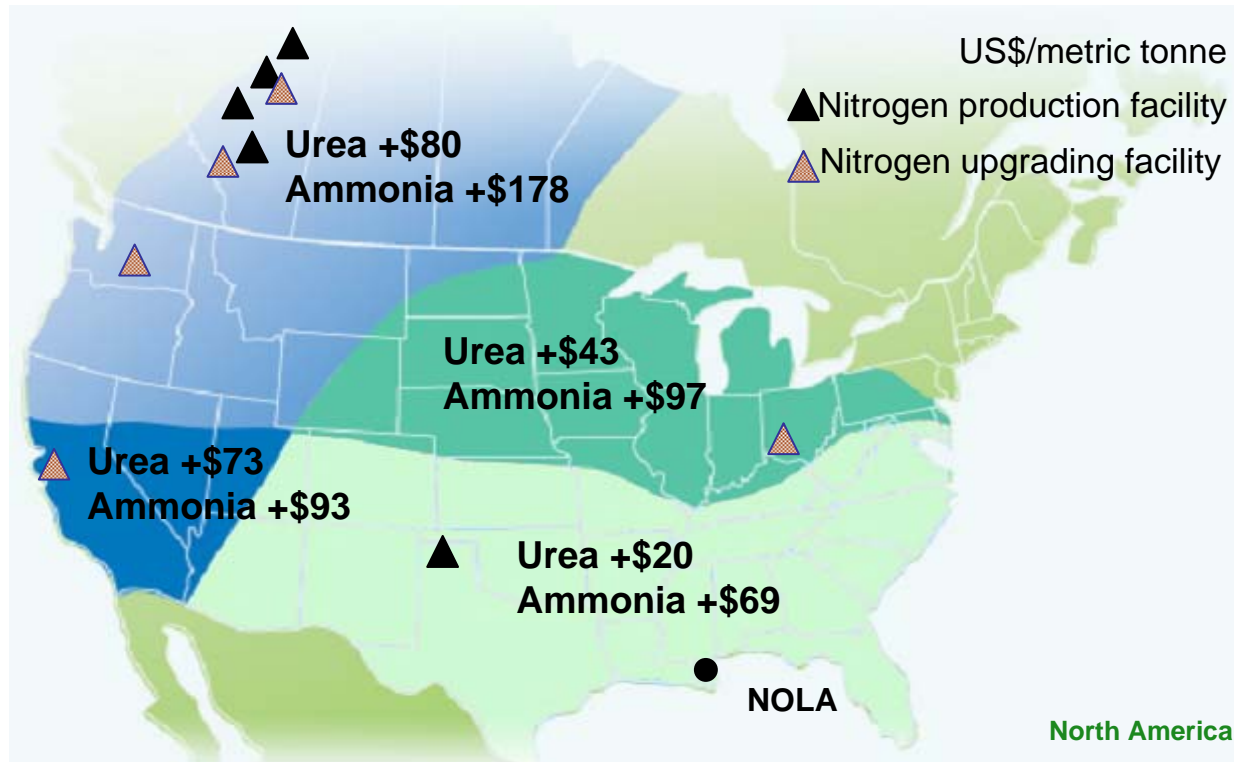 US$/metric tonne
Nitrogen production facility
Nitrogen upgrading facility
Urea +$80
Ammonia +$178
Urea +$43
Ammonia +$97
Urea +$73
Ammonia +$93
Urea +$20
Ammonia +$69
NOLA
North America